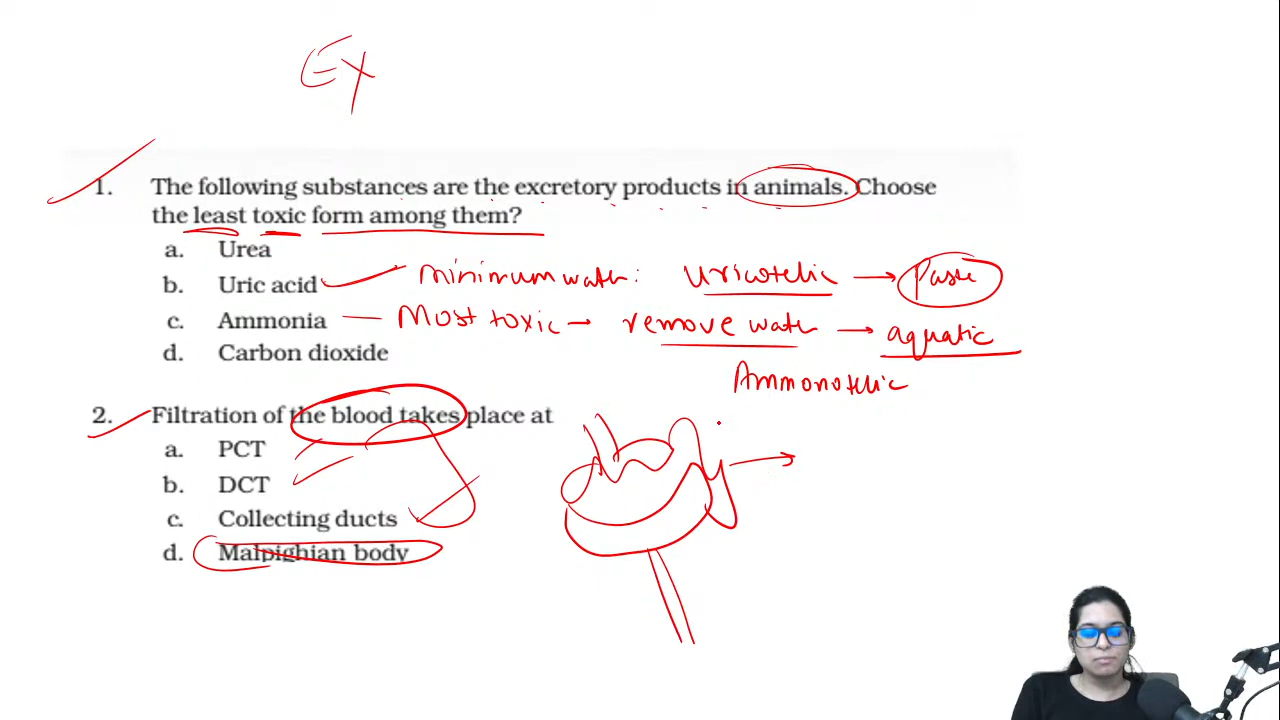 Ex
1. The following substances are the excretory products in animals. Choose
the least toxic form among them?
a. Urea
b. Uric acid minimum water: uricotelic → Paste
c. Ammonia — Most toxic → remove water → aquatic
Ammonotelic
d. Carbon dioxide
2. Filtration of the blood takes place at
a. PCT
b. DCT
c. Collecting ducts
d. Malpighian body